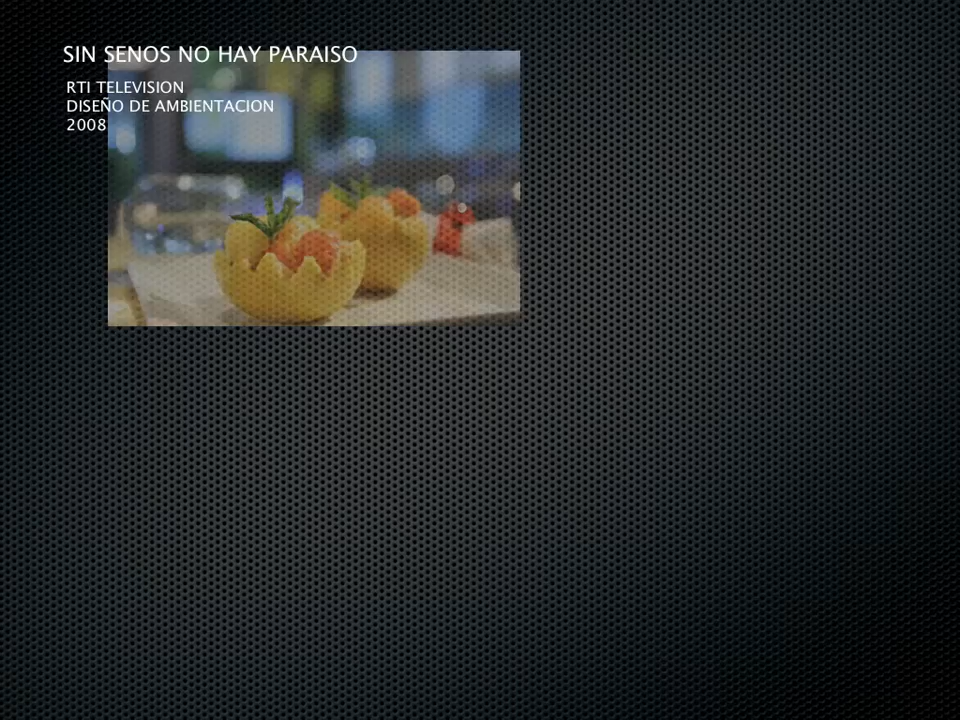 SIN SENOS NO HAY PARAISO
RTI TELEVISION
DISEÑO DE AMBIENTACION
2008